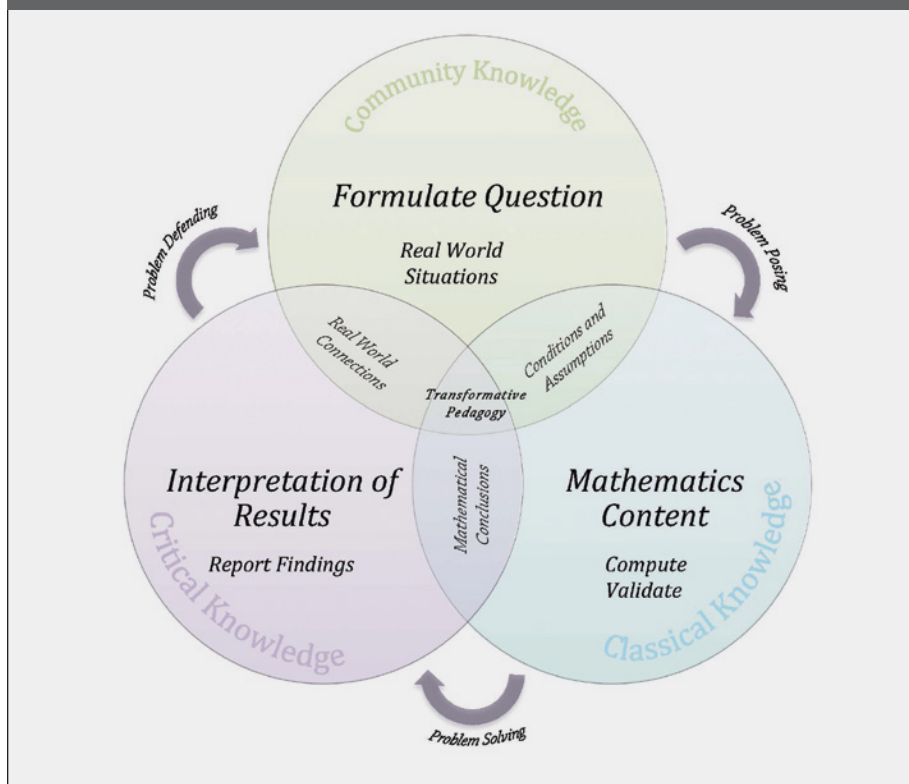 Community Knowledge
Formulate Question
Real World
Situations
Problem Defending
Problem Posing
Real World
Connections
Conditions and
Assumptions
Transformative
Pedagogy
Interpretation of
Results
Report Findings
Critical Knowledge
Mathematical
Conclusions
Mathematics
Content
Compute
Validate
Classical Knowledge
Problem Solving